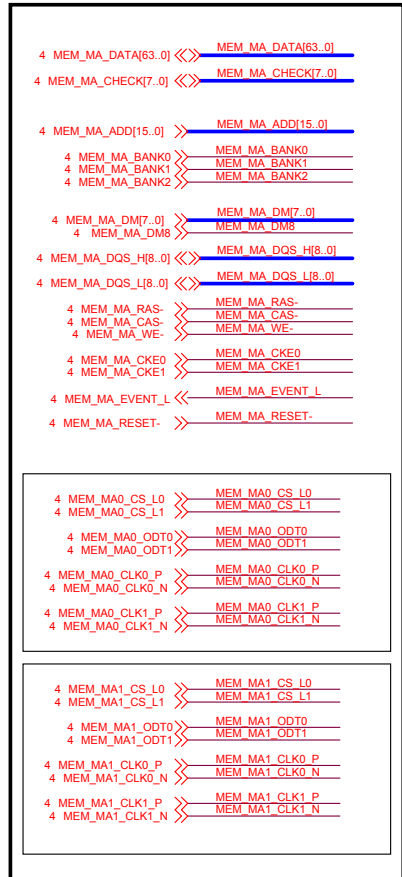 4 MEM_MA_DATA[63..0] MEM_MA_DATA[63..0]
4 MEM_MA_CHECK[7..0] MEM_MA_CHECK[7..0]
4 MEM_MA_ADD[15..0] MEM_MA_ADD[15..0]
4 MEM_MA_BANK0 MEM_MA_BANK0
4 MEM_MA_BANK1 MEM_MA_BANK1
4 MEM_MA_BANK2 MEM_MA_BANK2
4 MEM_MA_DM[7..0] MEM_MA_DM[7..0]
4 MEM_MA_DM8 MEM_MA_DM8
4 MEM_MA_DQS_H[8..0] MEM_MA_DQS_H[8..0]
4 MEM_MA_DQS_L[8..0] MEM_MA_DQS_L[8..0]
4 MEM_MA_RAS- MEM_MA_RAS-
4 MEM_MA_CAS- MEM_MA_CAS-
4 MEM_MA_WE- MEM_MA_WE-
4 MEM_MA_CKE0 MEM_MA_CKE0
4 MEM_MA_CKE1 MEM_MA_CKE1
4 MEM_MA_EVENT_L MEM_MA_EVENT_L
4 MEM_MA_RESET- MEM_MA_RESET-
4 MEM_MA0_CS_L0 MEM_MA0_CS_L0
4 MEM_MA0_CS_L1 MEM_MA0_CS_L1
4 MEM_MA0_ODT0 MEM_MA0_ODT0
4 MEM_MA0_ODT1 MEM_MA0_ODT1
4 MEM_MA0_CLK0_P MEM_MA0_CLK0_P
4 MEM_MA0_CLK0_N MEM_MA0_CLK0_N
4 MEM_MA0_CLK1_P MEM_MA0_CLK1_P
4 MEM_MA0_CLK1_N MEM_MA0_CLK1_N
4 MEM_MA1_CS_L0 MEM_MA1_CS_L0
4 MEM_MA1_CS_L1 MEM_MA1_CS_L1
4 MEM_MA1_ODT0 MEM_MA1_ODT0
4 MEM_MA1_ODT1 MEM_MA1_ODT1
4 MEM_MA1_CLK0_P MEM_MA1_CLK0_P
4 MEM_MA1_CLK0_N MEM_MA1_CLK0_N
4 MEM_MA1_CLK1_P MEM_MA1_CLK1_P
4 MEM_MA1_CLK1_N MEM_MA1_CLK1_N